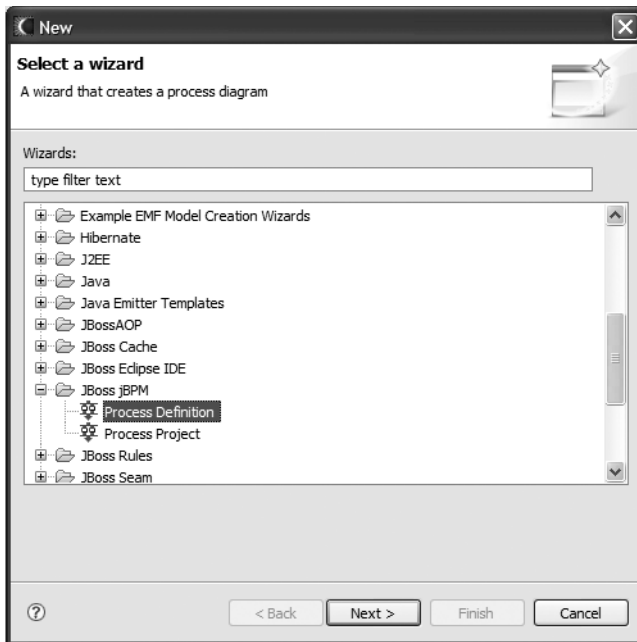 New
Select a wizard
A wizard that creates a process diagram
Wizards:
type filter text
Example EMF Model Creation Wizards
Hibernate
J2EE
Java
Java Emitter Templates
JBossAOP
JBoss Cache
JBoss Eclipse IDE
JBoss jBPM
Process Definition
Process Project
JBoss Rules
JBoss Seam
? < Back Next > Finish Cancel